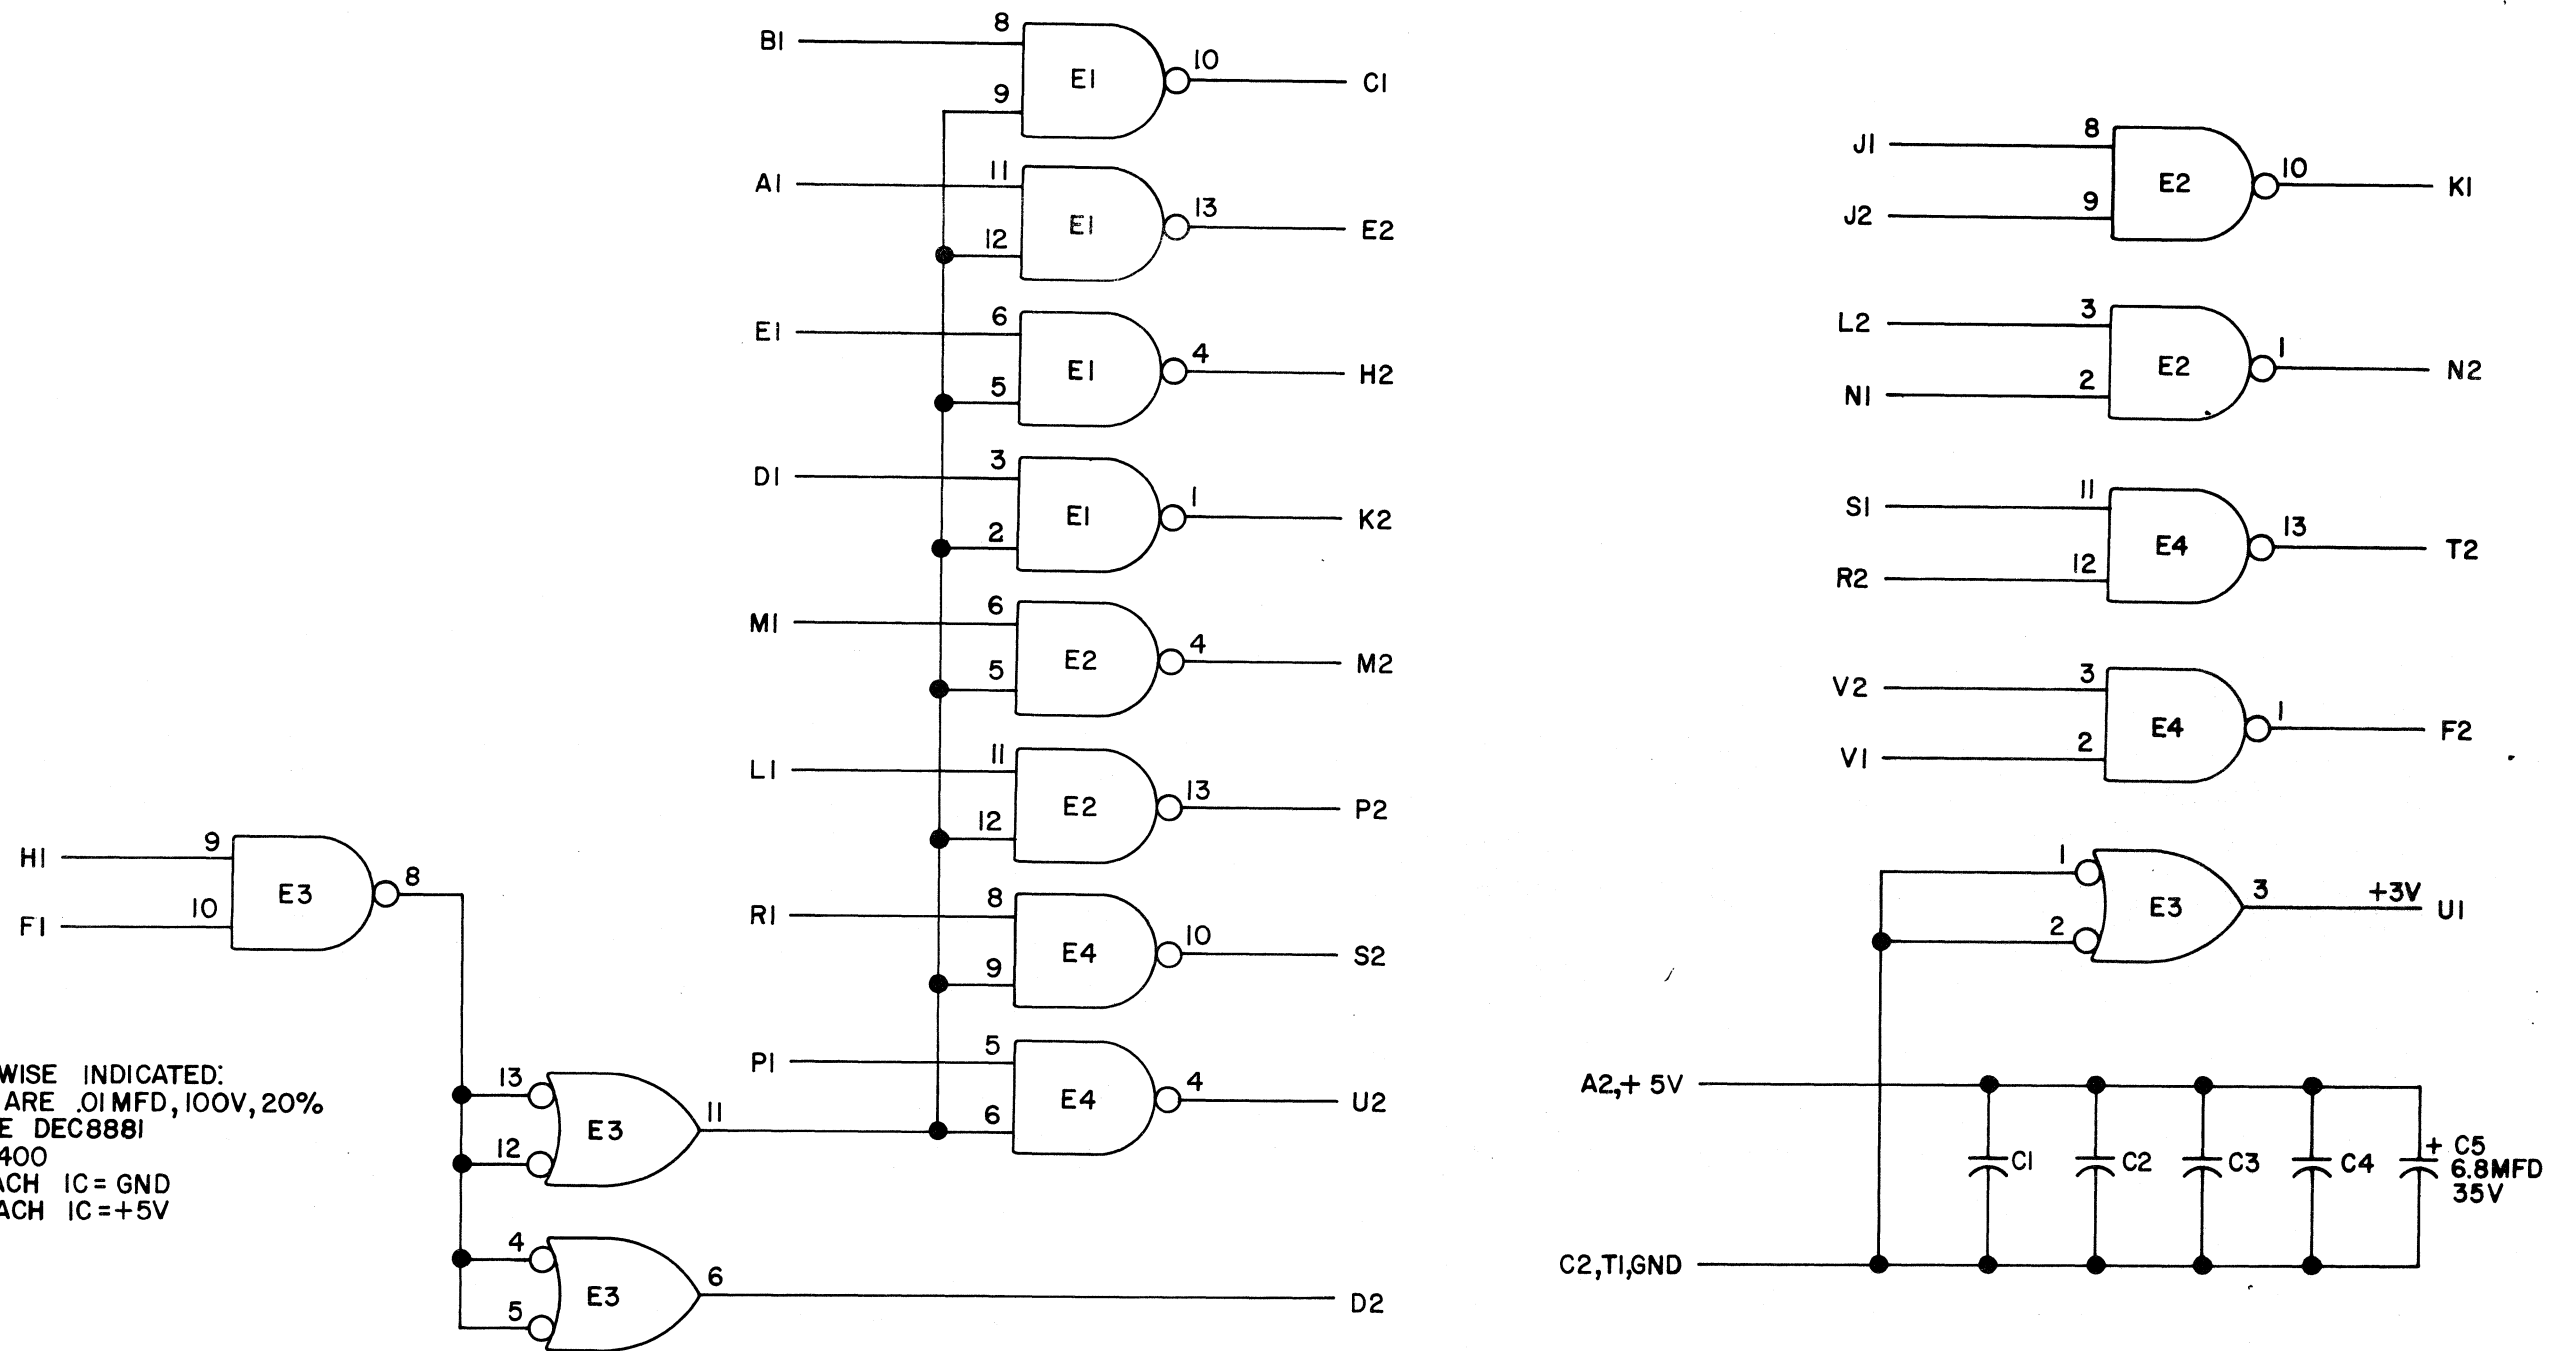 B1 8 E1 10 C1
9
A1 11 E1 13 E2
12
E1 6 E1 4 H2
5
D1 3 E1 1 K2
2
M1 6 E2 4 M2
5
L1 11 E2 13 P2
12
R1 8 E4 10 S2
9
P1 5 E4 4 U2
6
H1 9 E3 8
F1 10
13 E3 11
12
4 E3 6 D2
5
WISE INDICATED:
ARE .01MFD,100V,20%
E DEC8881
400
ACH IC= GND
ACH IC=+5V
J1 8 E2 10 K1
J2 9
L2 3 E2 1 N2
N1 2
S1 11 E4 13 T2
R2 12
V2 3 E4 1 F2
V1 2
1 E3 3 +3V U1
2
A2,+ 5V
C1 C2 C3 C4 + C5
6.8MFD
35V
C2,T1,GND